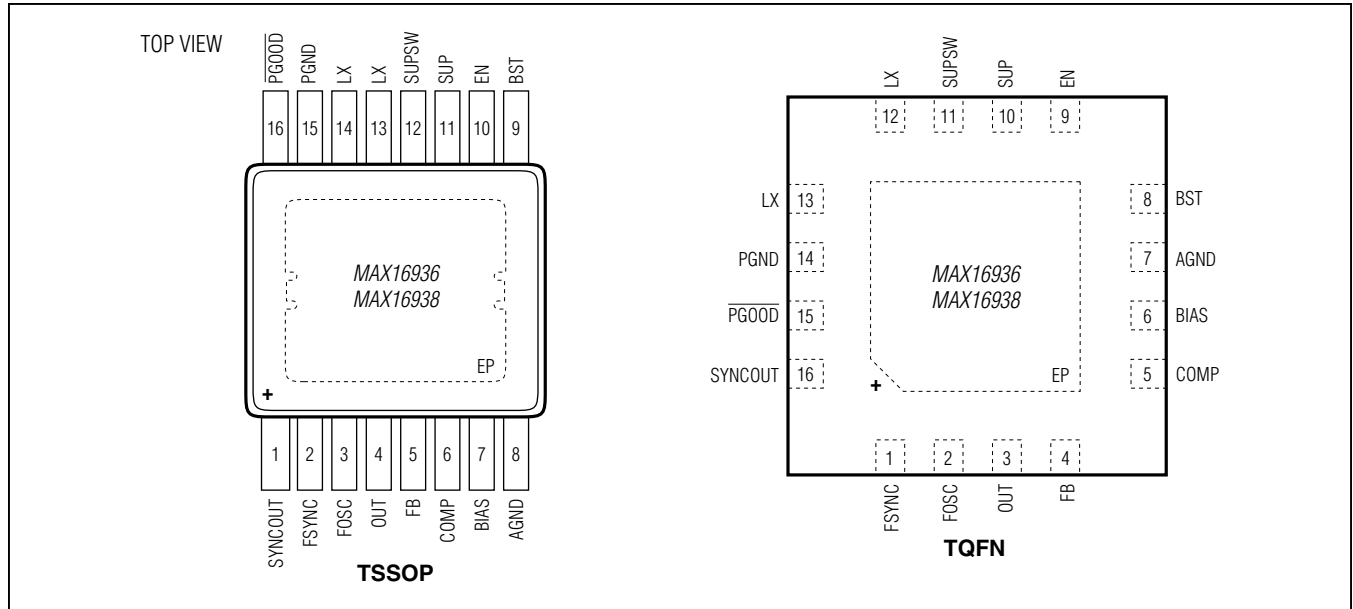 TOP VIEW
PGOOD PGND LX LX SUPSW SUP EN BST
16 15 14 13 12 11 10 9
MAX16936
MAX16938
EP
+
1 2 3 4 5 6 7 8
SYNCOUT FSYNC FOSC OUT FB COMP BIAS AGND
TSSOP
LX SUPSW SUP EN
12 11 10 9
LX 13 8 BST
PGND 14 7 AGND
MAX16936
MAX16938
PGOOD 15 6 BIAS
SYNCOUT 16 5 COMP
+ EP
1 2 3 4
FSYNC FOSC OUT FB
TQFN